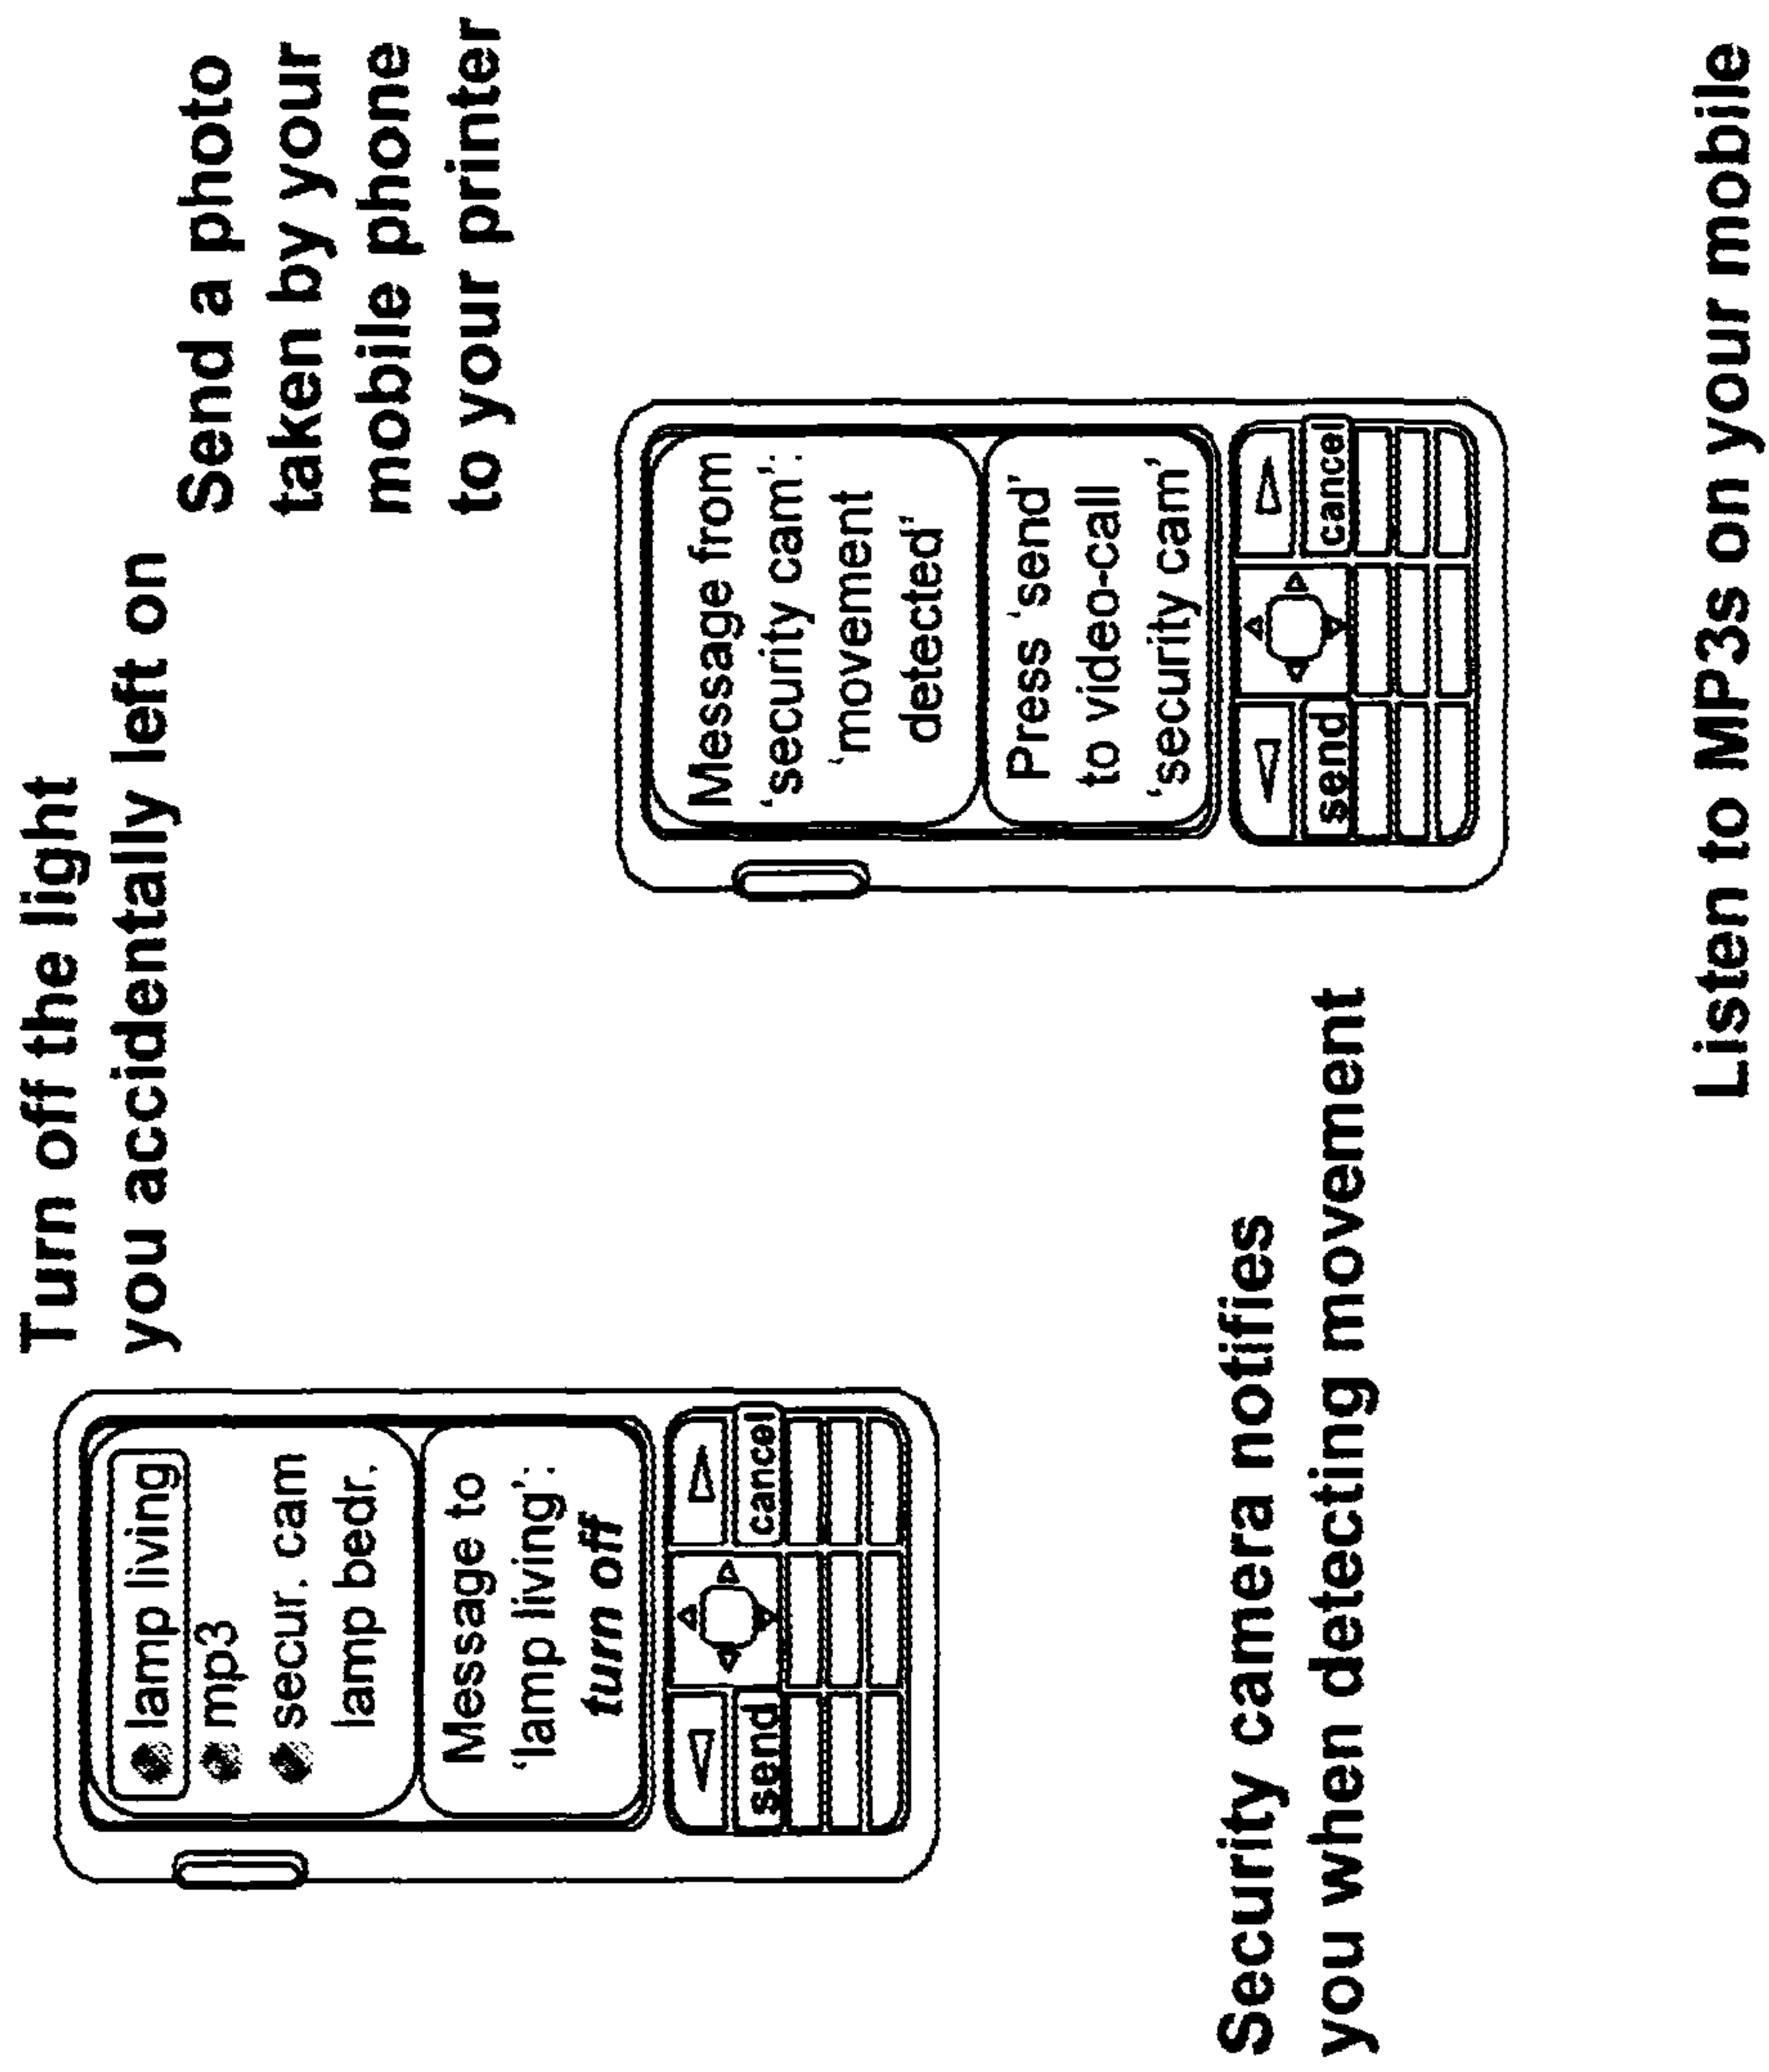 Turn off the light
you accidentally left on
Send a photo
taken by your
mobile phone
to your printer
lamp living
mp3
secur. cam
lamp bedr.
Message to
‘lamp living’:
turn off
send
cancel
Message from
‘security cam’:
‘movement
detected’
Press ‘send’
to video-call
‘security cam’
send
cancel
Security camera notifies
you when detecting movement
Listen to MP3s on your mobile